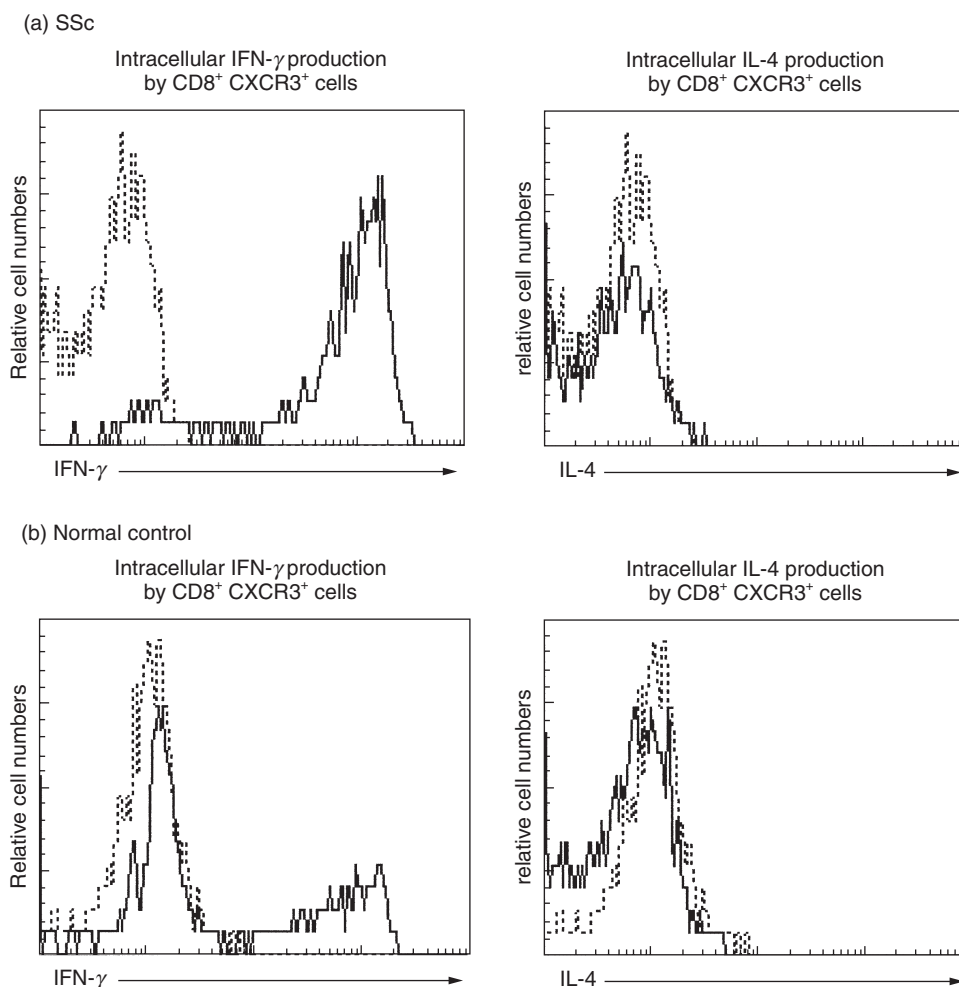 (a) SSc
Intracellular IFN-γ production
by CD8⁺ CXCR3⁺ cells
Relative cell numbers
IFN-γ
Intracellular IL-4 production
by CD8⁺ CXCR3⁺ cells
relative cell numbers
IL-4
(b) Normal control
Intracellular IFN-γ production
by CD8⁺ CXCR3⁺ cells
Relative cell numbers
IFN-γ
Intracellular IL-4 production
by CD8⁺ CXCR3⁺ cells
relative cell numbers
IL-4